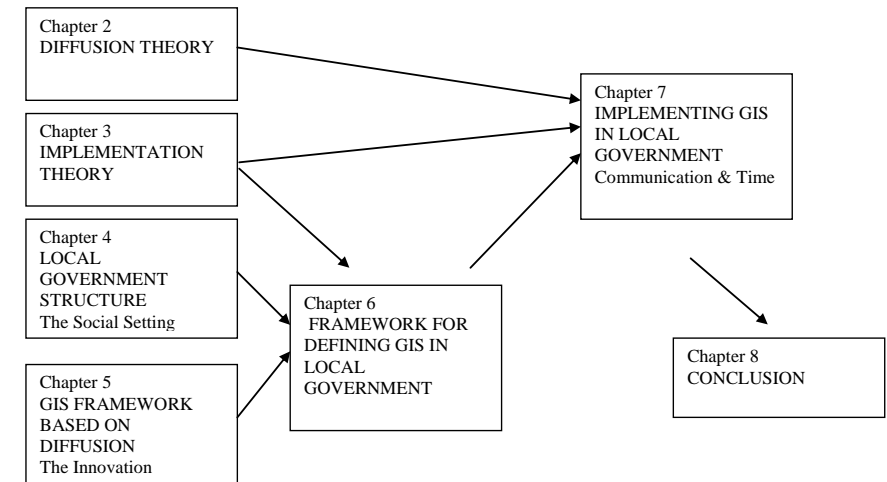 Chapter 2
DIFFUSION THEORY
Chapter 3
IMPLEMENTATION
THEORY
Chapter 4
LOCAL
GOVERNMENT
STRUCTURE
The Social Setting
Chapter 5
GIS FRAMEWORK
BASED ON
DIFFUSION
The Innovation
Chapter 6
FRAMEWORK FOR
DEFINING GIS IN
LOCAL
GOVERNMENT
Chapter 7
IMPLEMENTING GIS
IN LOCAL
GOVERNMENT
Communication & Time
Chapter 8
CONCLUSION